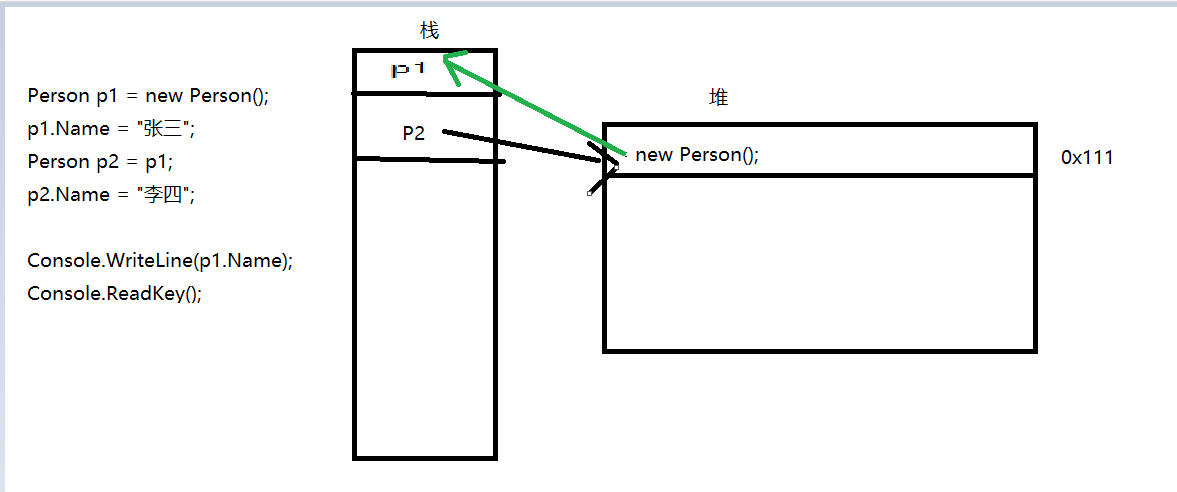 Person p1 = new Person();
p1.Name = "张三";
Person p2 = p1;
p2.Name = "李四";
Console.WriteLine(p1.Name);
Console.ReadKey();
栈
p1
P2
堆
new Person();
0x111